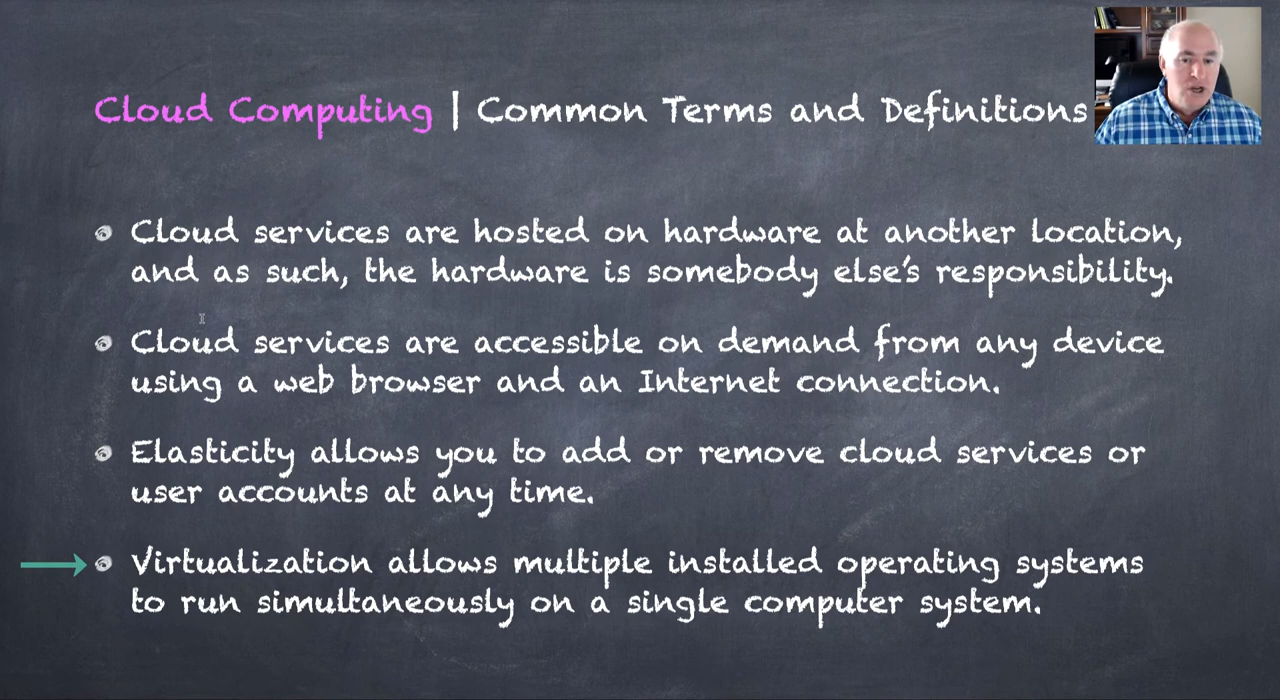 Cloud Computing | Common Terms and Definitions
Cloud services are hosted on hardware at another location,
and as such, the hardware is somebody else's responsibility.
Cloud services are accessible on demand from any device
using a web browser and an Internet connection.
Elasticity allows you to add or remove cloud services or
user accounts at any time.
Virtualization allows multiple installed operating systems
to run simultaneously on a single computer system.